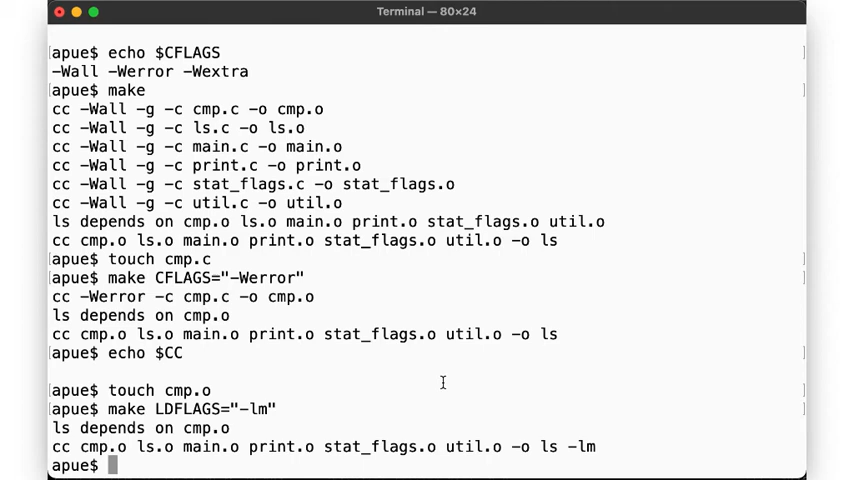 Terminal — 80×24
apue$ echo $CFLAGS
-Wall -Werror -Wextra
apue$ make
cc -Wall -g -c cmp.c -o cmp.o
cc -Wall -g -c ls.c -o ls.o
cc -Wall -g -c main.c -o main.o
cc -Wall -g -c print.c -o print.o
cc -Wall -g -c stat_flags.c -o stat_flags.o
cc -Wall -g -c util.c -o util.o
ls depends on cmp.o ls.o main.o print.o stat_flags.o util.o
cc cmp.o ls.o main.o print.o stat_flags.o util.o -o ls
apue$ touch cmp.c
apue$ make CFLAGS="-Werror"
cc -Werror -c cmp.c -o cmp.o
ls depends on cmp.o
cc cmp.o ls.o main.o print.o stat_flags.o util.o -o ls
apue$ echo $CC
apue$ touch cmp.o
apue$ make LDFLAGS="-lm"
ls depends on cmp.o
cc cmp.o ls.o main.o print.o stat_flags.o util.o -o ls -lm
apue$